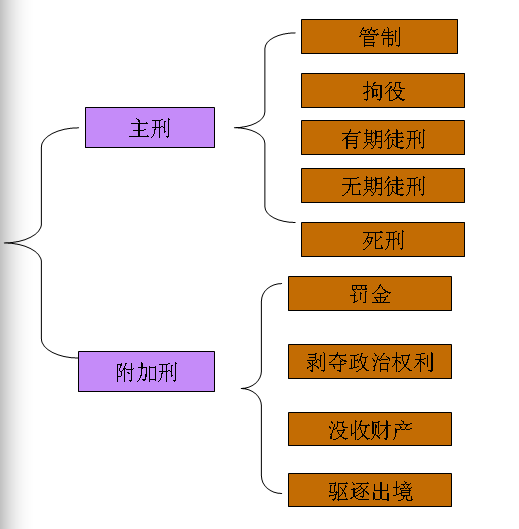 主刑
管制
拘役
有期徒刑
无期徒刑
死刑
附加刑
罚金
剥夺政治权利
没收财产
驱逐出境